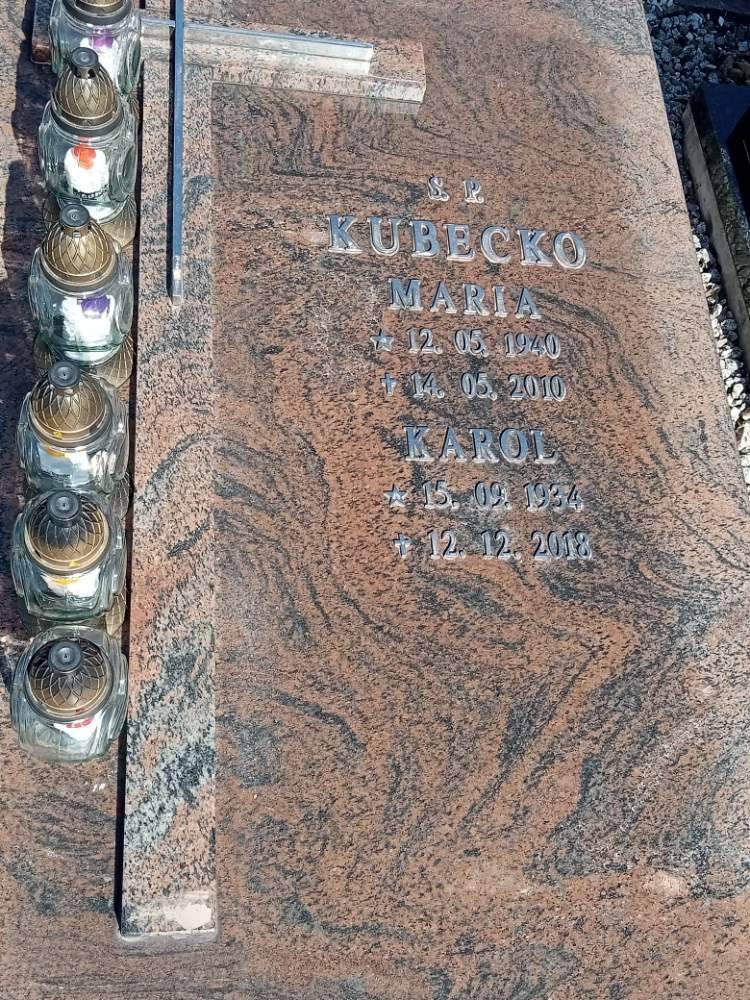 Ś. P.
KUBECKO
MARIA
☆ 12. 05. 1940
✝ 14. 05. 2010
KAROL
☆ 15. 09. 1934
✝ 12. 12. 2018